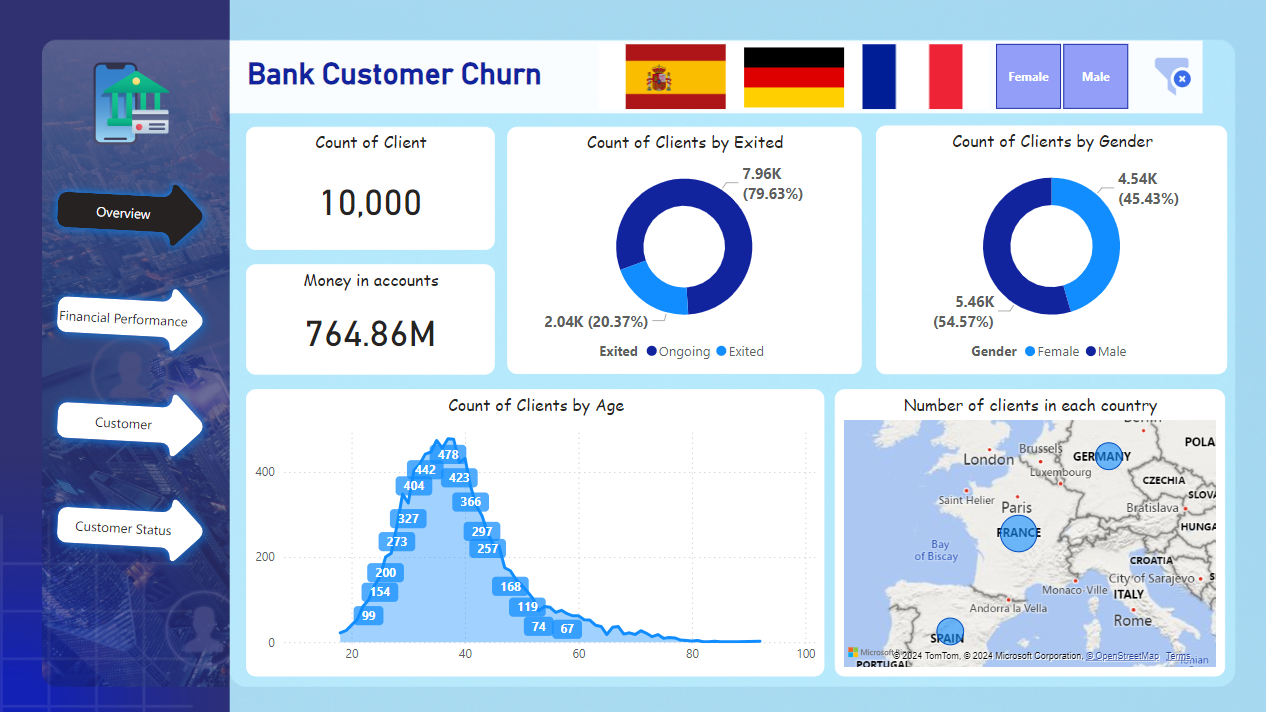 Bank Customer Churn
Female
Male
Overview
Financial Performance
Customer
Customer Status
Count of Client
10,000
Money in accounts
764.86M
Count of Clients by Exited
7.96K
(79.63%)
2.04K (20.37%)
Exited Ongoing Exited
Count of Clients by Gender
4.54K
(45.43%)
5.46K
(54.57%)
Gender Female Male
Count of Clients by Age
400
200
0
20 40 60 80 100
99
154
200
273
327
404
442
478
423
366
297
257
168
119
74
67
Number of clients in each country
London
Brussels
GERMANY
POLA
Luxembourg
CZECHIA
Saint Helier
Paris
SLOVA
Bratislava
FRANCE
HUNGA
Bay
of Biscay
CROATIA
City of Sarajevo
Monaco-Ville
ITALY
Andorra la Vella
Rome
SPAIN
PORTUGAL
© 2024 TomTom, © 2024 Microsoft Corporation, © OpenStreetMap Terms